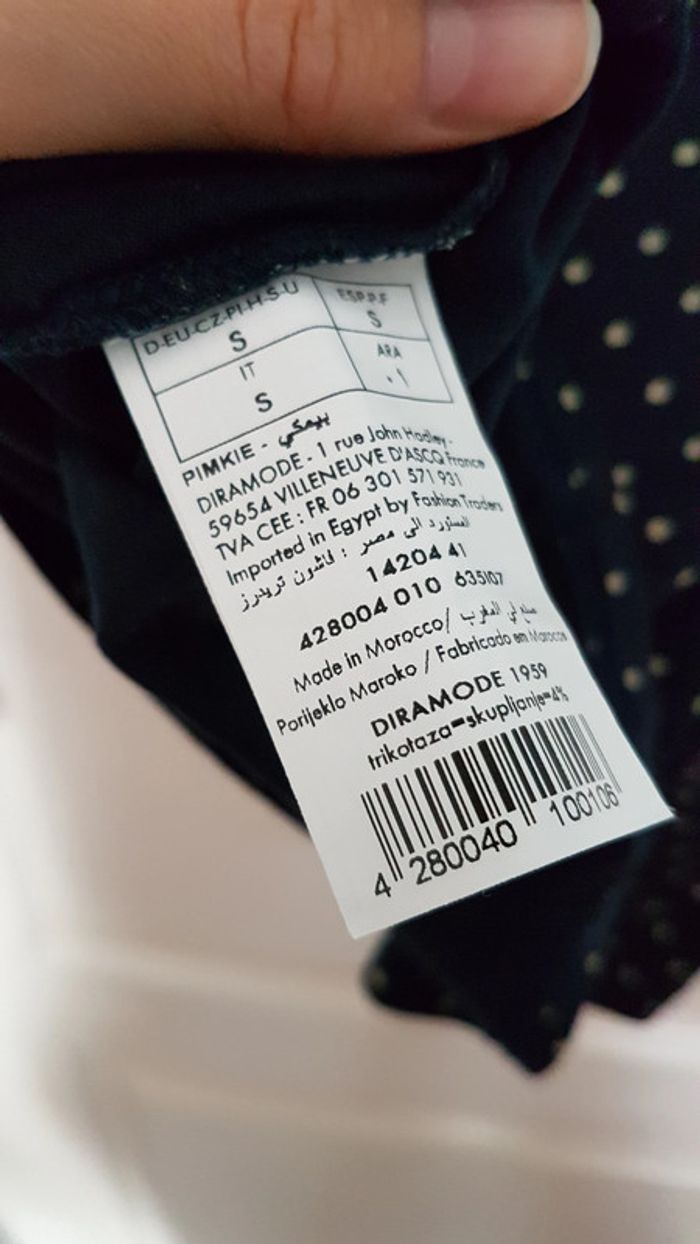 D-EU-CZ-PL-H-S-U ESP-P-F
S S
IT ARA
S ٠١
PIMKIE - بيمكي
DIRAMODE - 1 rue John Hadley -
59654 VILLENEUVE D'ASCQ France
TVA CEE : FR 06 301 571 931
Imported in Egypt by Fashion Traders
المستورد الى مصر : فاشون تريدرز
14204 41
428004 010 635107
Made in Morocco/ صنع في المغرب
Porijeklo Maroko / Fabricado em Marrocos
DIRAMODE 1959
trikotaza=skupljanje=4%
4 280040 100106